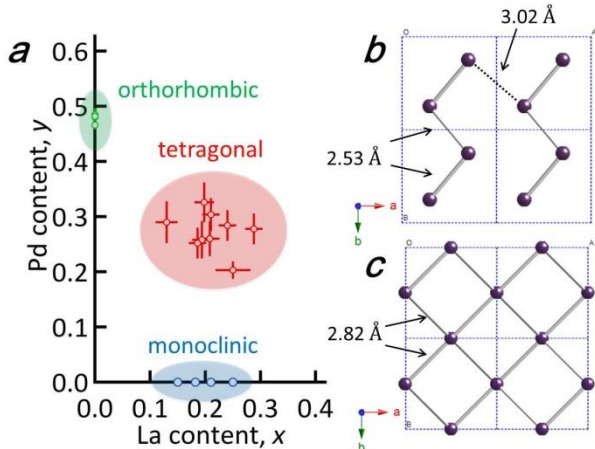 a
0.6
orthorhombic
0.5
tetragonal
0.4
0.3
0.2
0.1
monoclinic
0.0
0.0 0.1 0.2 0.3 0.4
Pd content, y
La content, x
b
3.02 Å
O
A
2.53 Å
a
b
B
c
O
A
2.82 Å
a
b
B